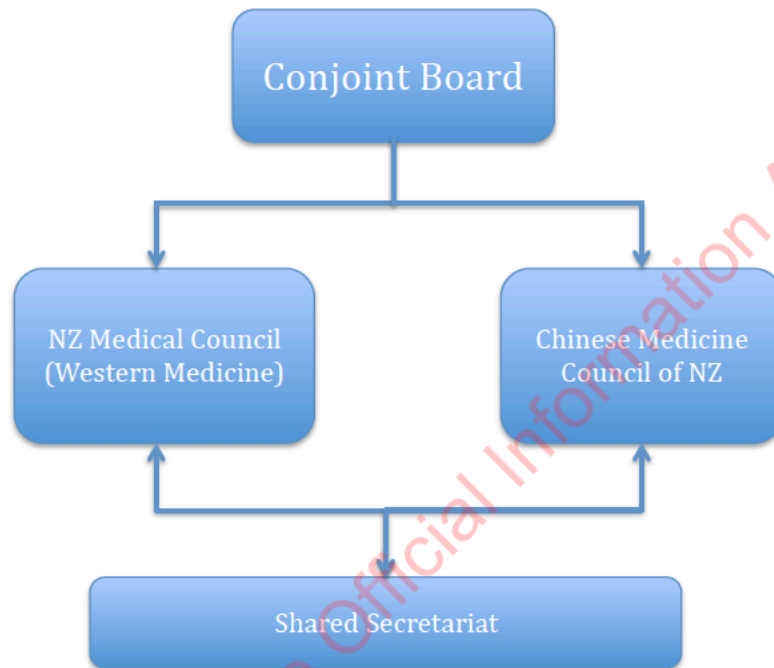 Conjoint Board
NZ Medical Council
(Western Medicine)
Chinese Medicine
Council of NZ
Shared Secretariat
Official Information